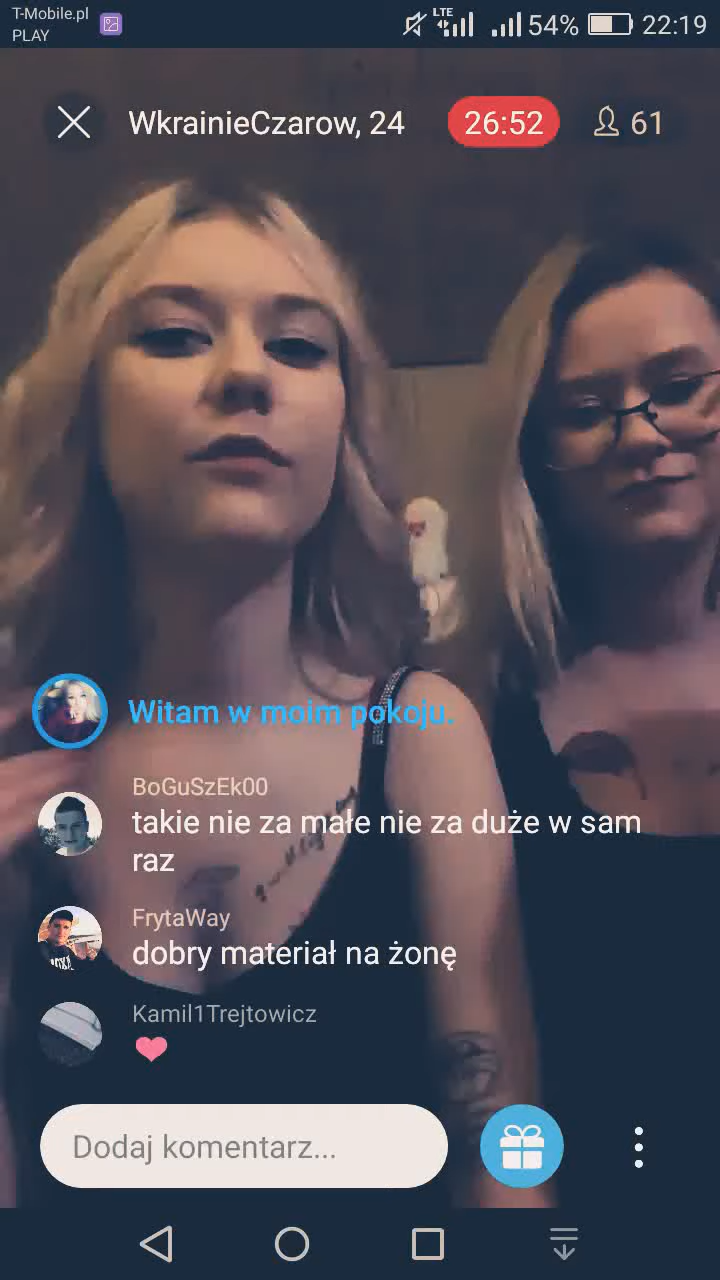 T-Mobile.pl
PLAY
LTE
54%
22:19
WkrainieCzarow, 24
26:52
61
Witam w moim pokoju.
BoGuSzEk00
takie nie za małe nie za duże w sam
raz
FrytaWay
dobry materiał na żonę
Kamil1Trejtowicz
Dodaj komentarz...